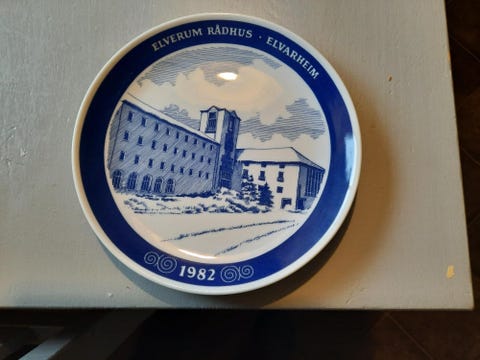 ELVERUM RÅDHUS · ELVARHEIM
1982